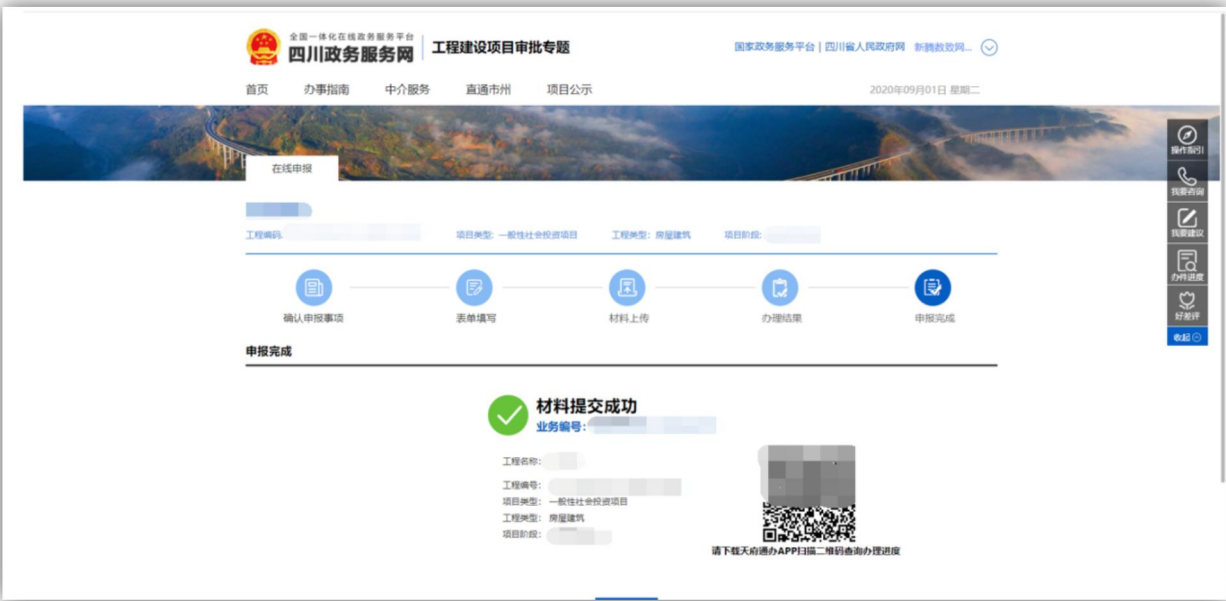 全国一体化在线政务服务平台
四川政务服务网 工程建设项目审批专题
国家政务服务平台 | 四川省人民政府网 新腾数致网...
首页 办事指南 中介服务 直通市州 项目公示
2020年09月01日 星期二
在线申报
操作指引
我要咨询
我要建议
办件进度
好差评
收起
工程编码: 项目类型: 一般性社会投资项目 工程类型: 房屋建筑 项目阶段:
确认申报事项 表单填写 材料上传 办理结果 申报完成
申报完成
材料提交成功
业务编号:
工程名称:
工程编号:
项目类型: 一般性社会投资项目
工程类型: 房屋建筑
项目阶段:
请下载天府通办APP扫描二维码查询办理进度